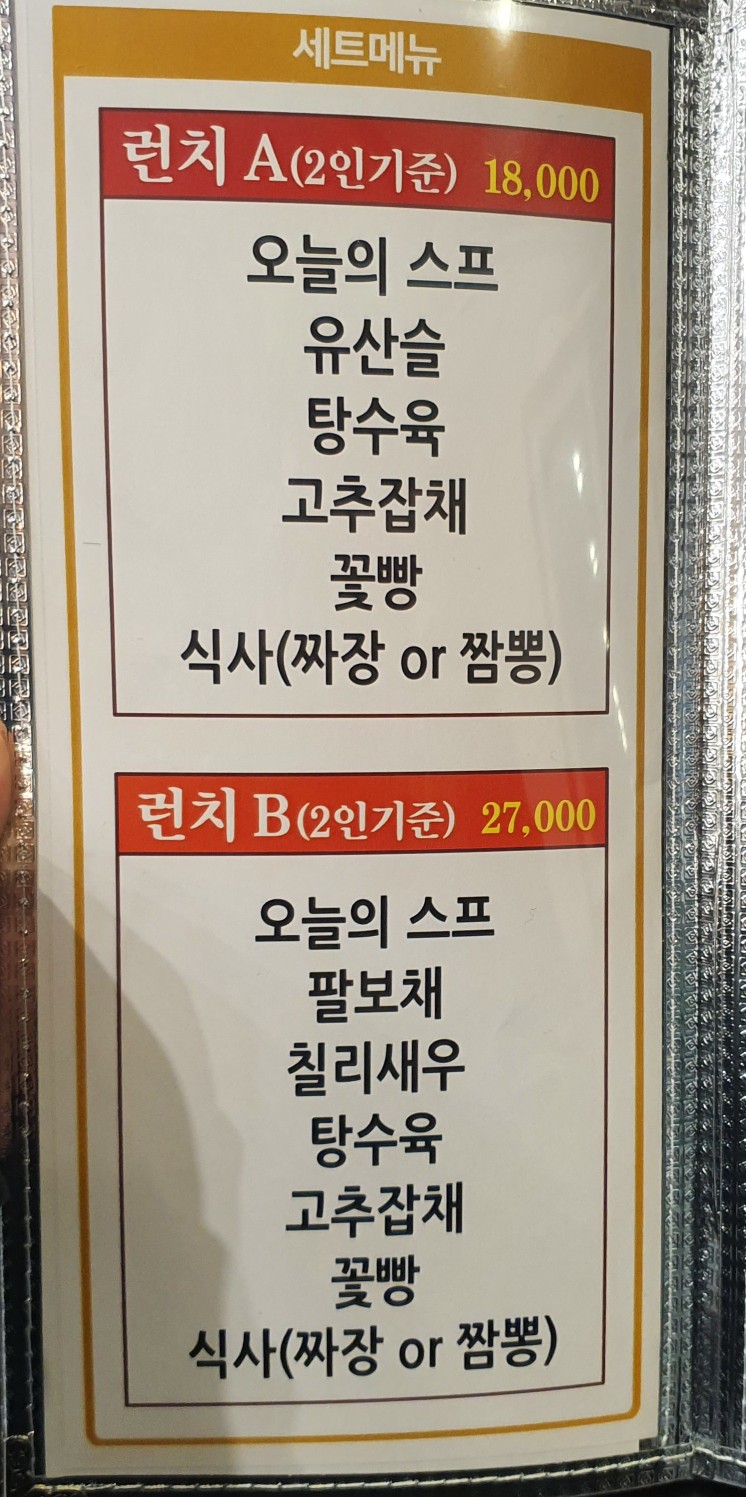 세트메뉴
런치 A(2인기준) 18,000
오늘의 스프
유산슬
탕수육
고추잡채
꽃빵
식사(짜장 or 짬뽕)
런치 B(2인기준) 27,000
오늘의 스프
팔보채
칠리새우
탕수육
고추잡채
꽃빵
식사(짜장 or 짬뽕)